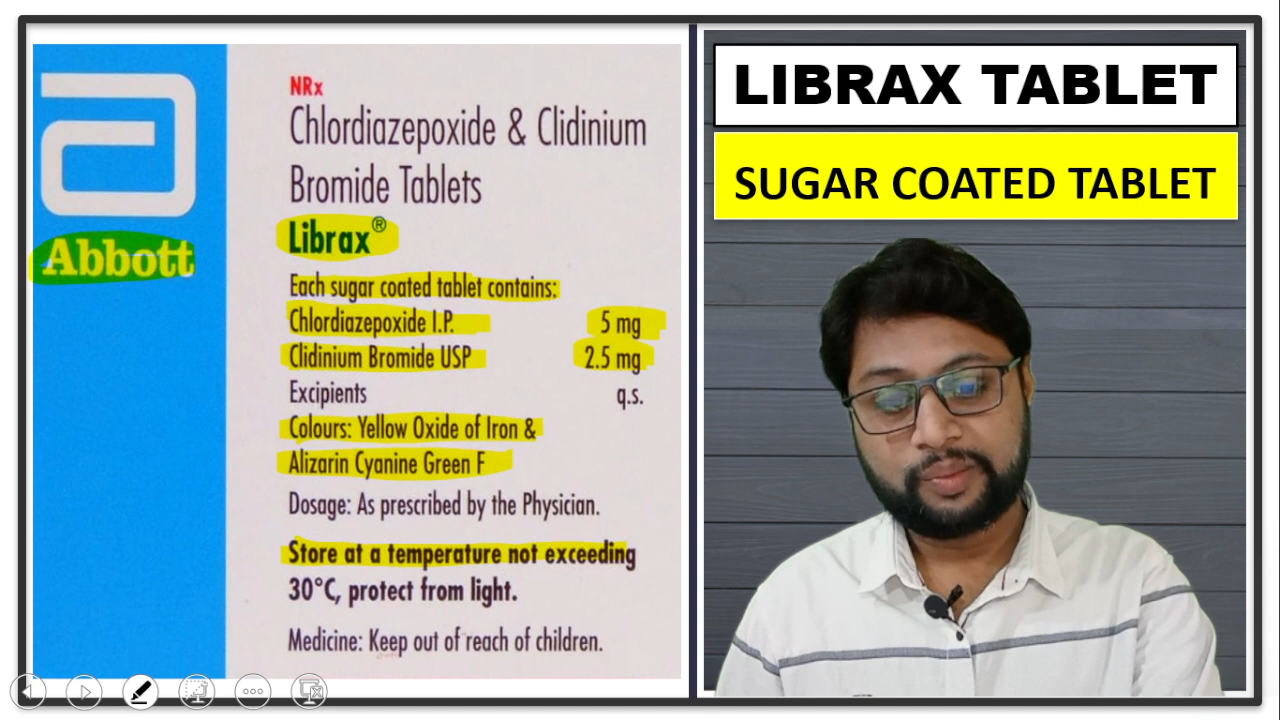 Abbott
NRx
Chlordiazepoxide & Clidinium
Bromide Tablets
Librax®
Each sugar coated tablet contains:
Chlordiazepoxide I.P. 5 mg
Clidinium Bromide USP 2.5 mg
Excipients q.s.
Colours: Yellow Oxide of Iron &
Alizarin Cyanine Green F
Dosage: As prescribed by the Physician.
Store at a temperature not exceeding
30°C, protect from light.
Medicine: Keep out of reach of children.
LIBRAX TABLET
SUGAR COATED TABLET